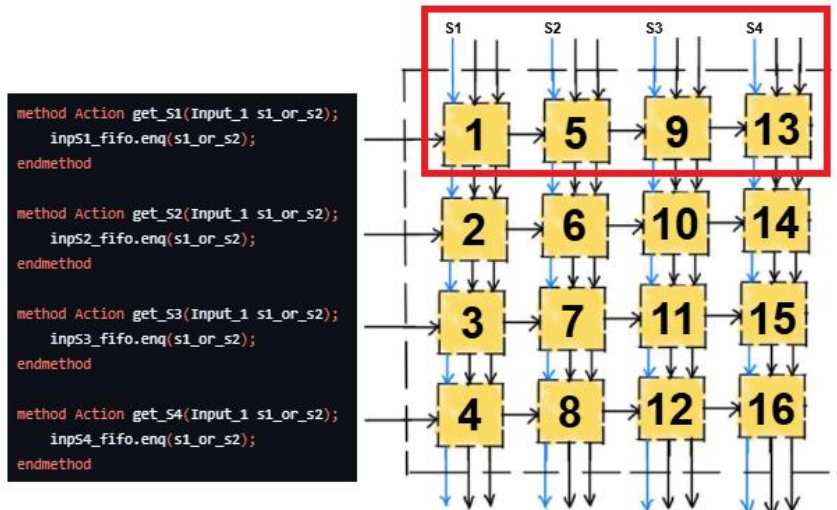 method Action get_S1(Input_1 s1_or_s2);
inpS1_fifo.enq(s1_or_s2);
endmethod
method Action get_S2(Input_1 s1_or_s2);
inpS2_fifo.enq(s1_or_s2);
endmethod
method Action get_S3(Input_1 s1_or_s2);
inpS3_fifo.enq(s1_or_s2);
endmethod
method Action get_S4(Input_1 s1_or_s2);
inpS4_fifo.enq(s1_or_s2);
endmethod
S1 S2 S3 S4
1 5 9 13
2 6 10 14
3 7 11 15
4 8 12 16